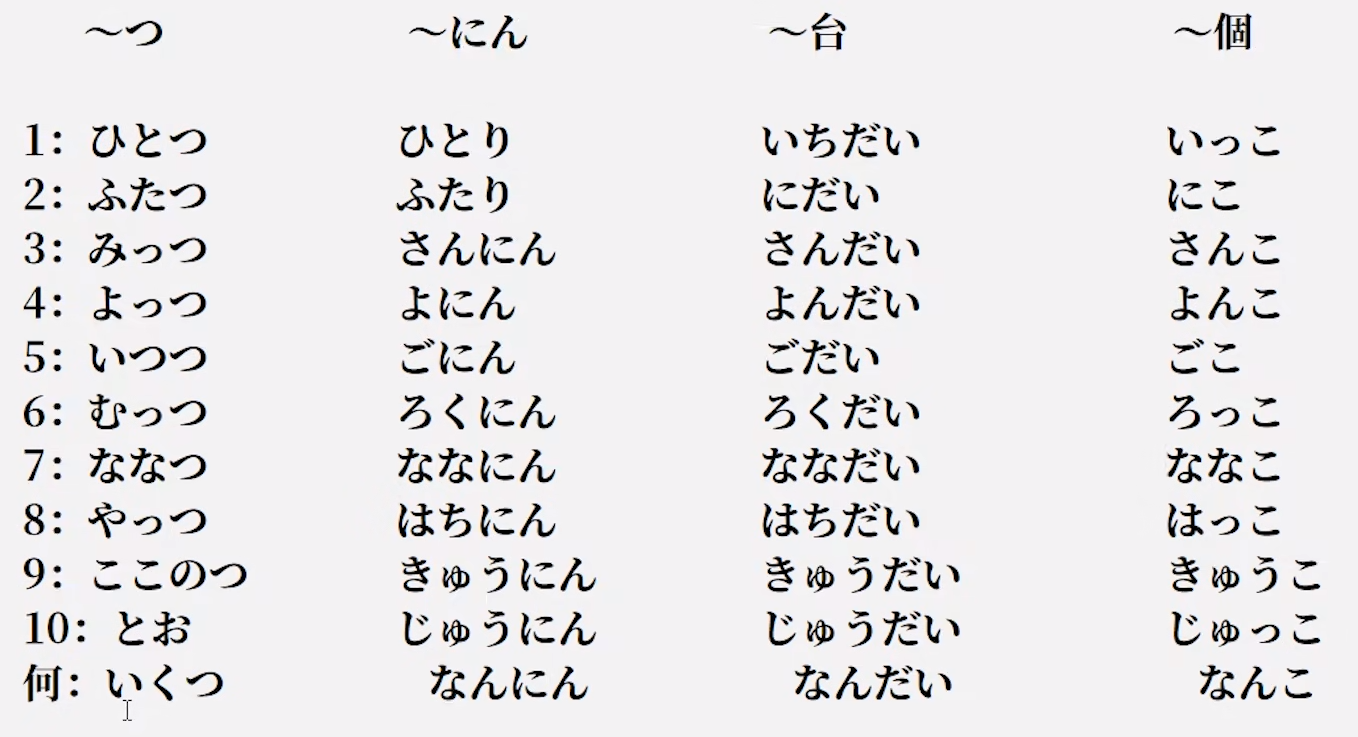 ～つ ～にん ～台 ～個
1：ひとつ ひとり いちだい いっこ
2：ふたつ ふたり にだい にこ
3：みっつ さんにん さんだい さんこ
4：よっつ よにん よんだい よんこ
5：いつつ ごにん ごだい ごこ
6：むっつ ろくにん ろくだい ろっこ
7：ななつ ななにん ななだい ななこ
8：やっつ はちにん はちだい はっこ
9：ここのつ きゅうにん きゅうだい きゅうこ
10：とお じゅうにん じゅうだい じゅっこ
何：いくつ なんにん なんだい なんこ